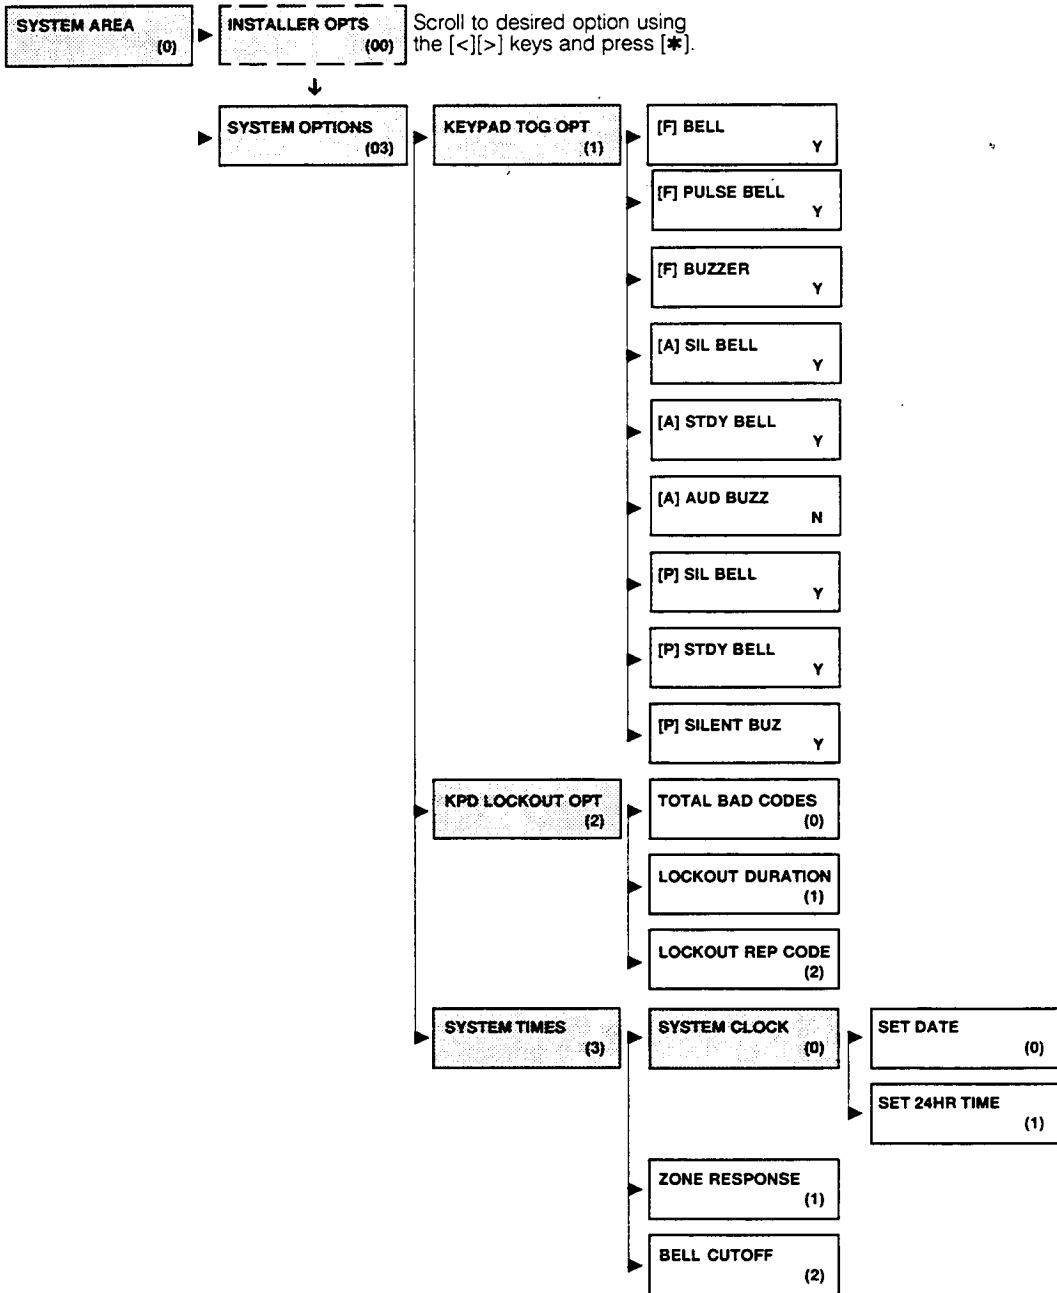 SYSTEM AREA
(0)
INSTALLER OPTS
(00)
Scroll to desired option using
the [<][>] keys and press [✱].
SYSTEM OPTIONS
(03)
KEYPAD TOG OPT
(1)
[F] BELL
Y
[F] PULSE BELL
Y
[F] BUZZER
Y
[A] SIL BELL
Y
[A] STDY BELL
Y
[A] AUD BUZZ
N
[P] SIL BELL
Y
[P] STDY BELL
Y
[P] SILENT BUZ
Y
KPD LOCKOUT OPT
(2)
TOTAL BAD CODES
(0)
LOCKOUT DURATION
(1)
LOCKOUT REP CODE
(2)
SYSTEM TIMES
(3)
SYSTEM CLOCK
(0)
SET DATE
(0)
SET 24HR TIME
(1)
ZONE RESPONSE
(1)
BELL CUTOFF
(2)